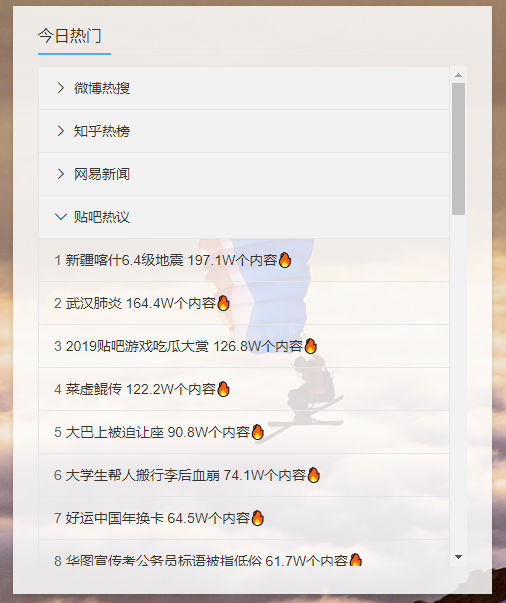 今日热门
微博热搜
知乎热榜
网易新闻
贴吧热议
1 新疆喀什6.4级地震 197.1W个内容🔥
2 武汉肺炎 164.4W个内容🔥
3 2019贴吧游戏吃瓜大赏 126.8W个内容🔥
4 菜虚鲲传 122.2W个内容🔥
5 大巴上被迫让座 90.8W个内容🔥
6 大学生帮人搬行李后血崩 74.1W个内容🔥
7 好运中国年换卡 64.5W个内容🔥
8 华图宣传考公务员标语被指低俗 61.7W个内容🔥